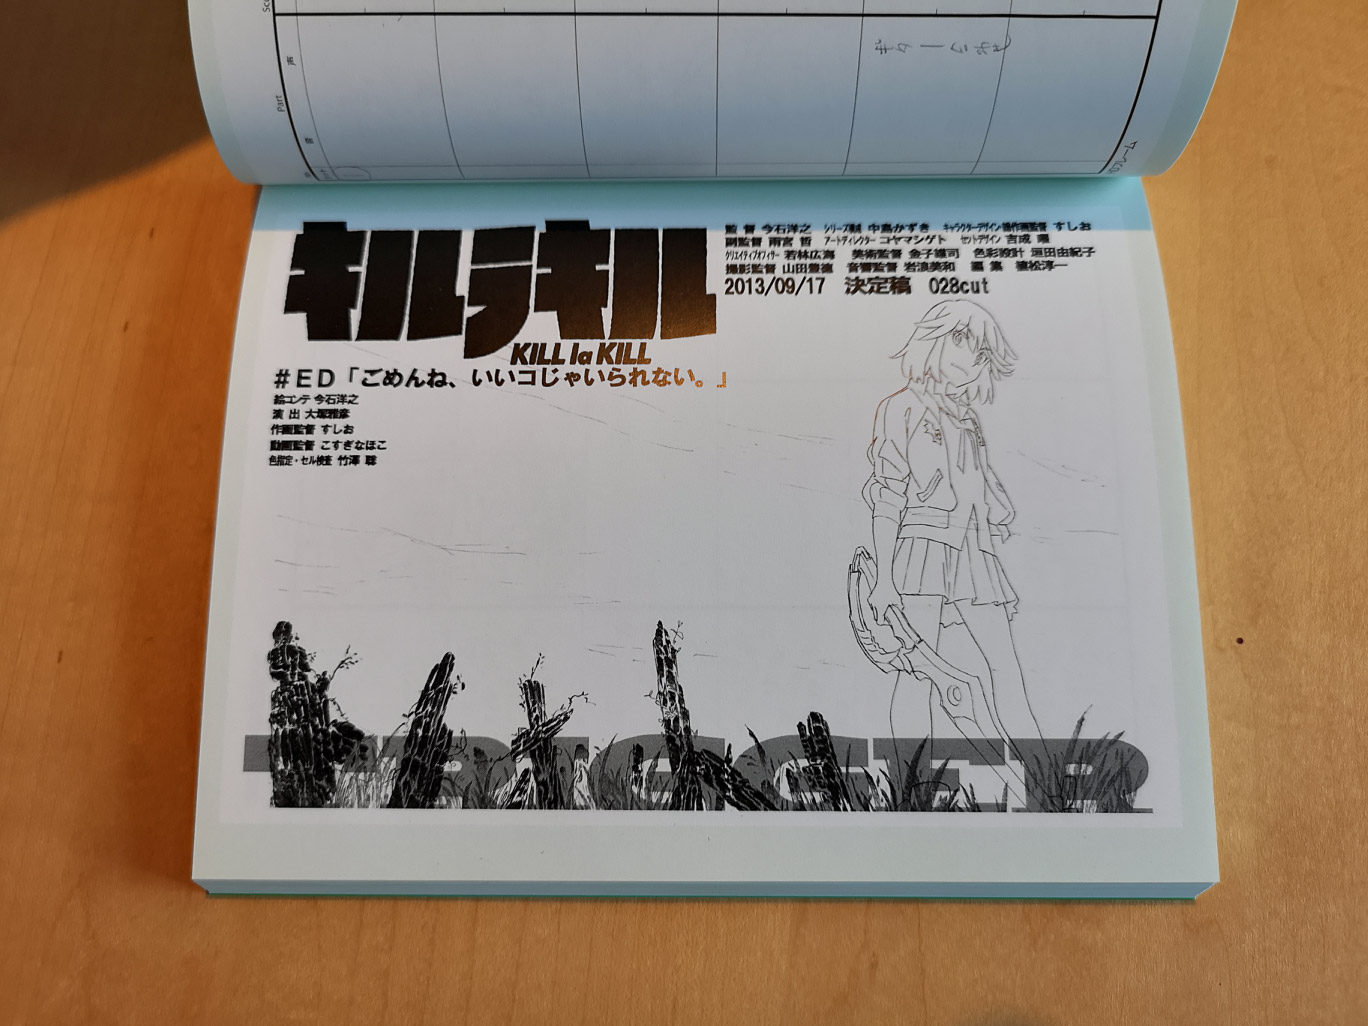 Part
声
キルラキル
KILL la KILL
監督 今石洋之 シリーズ構成 中島かずき キャラクターデザイン・総作画監督 すしお
副監督 雨宮 哲 アートディレクター コヤマシゲト セットデザイン 吉成 曜
クリエイティブオフィサー 若林広海 美術監督 金子雄司 色彩設計 垣田由紀子
撮影監督 山田豊徳 音響監督 岩浪美和 編集 植松淳一
2013/09/17 決定稿 028cut
#ED「ごめんね、いいコじゃいられない。」
絵コンテ 今石洋之
演出 大塚雅彦
作画監督 すしお
動画監督 こすぎなほこ
色指定・セル検査 竹澤 聡
TRIGGER